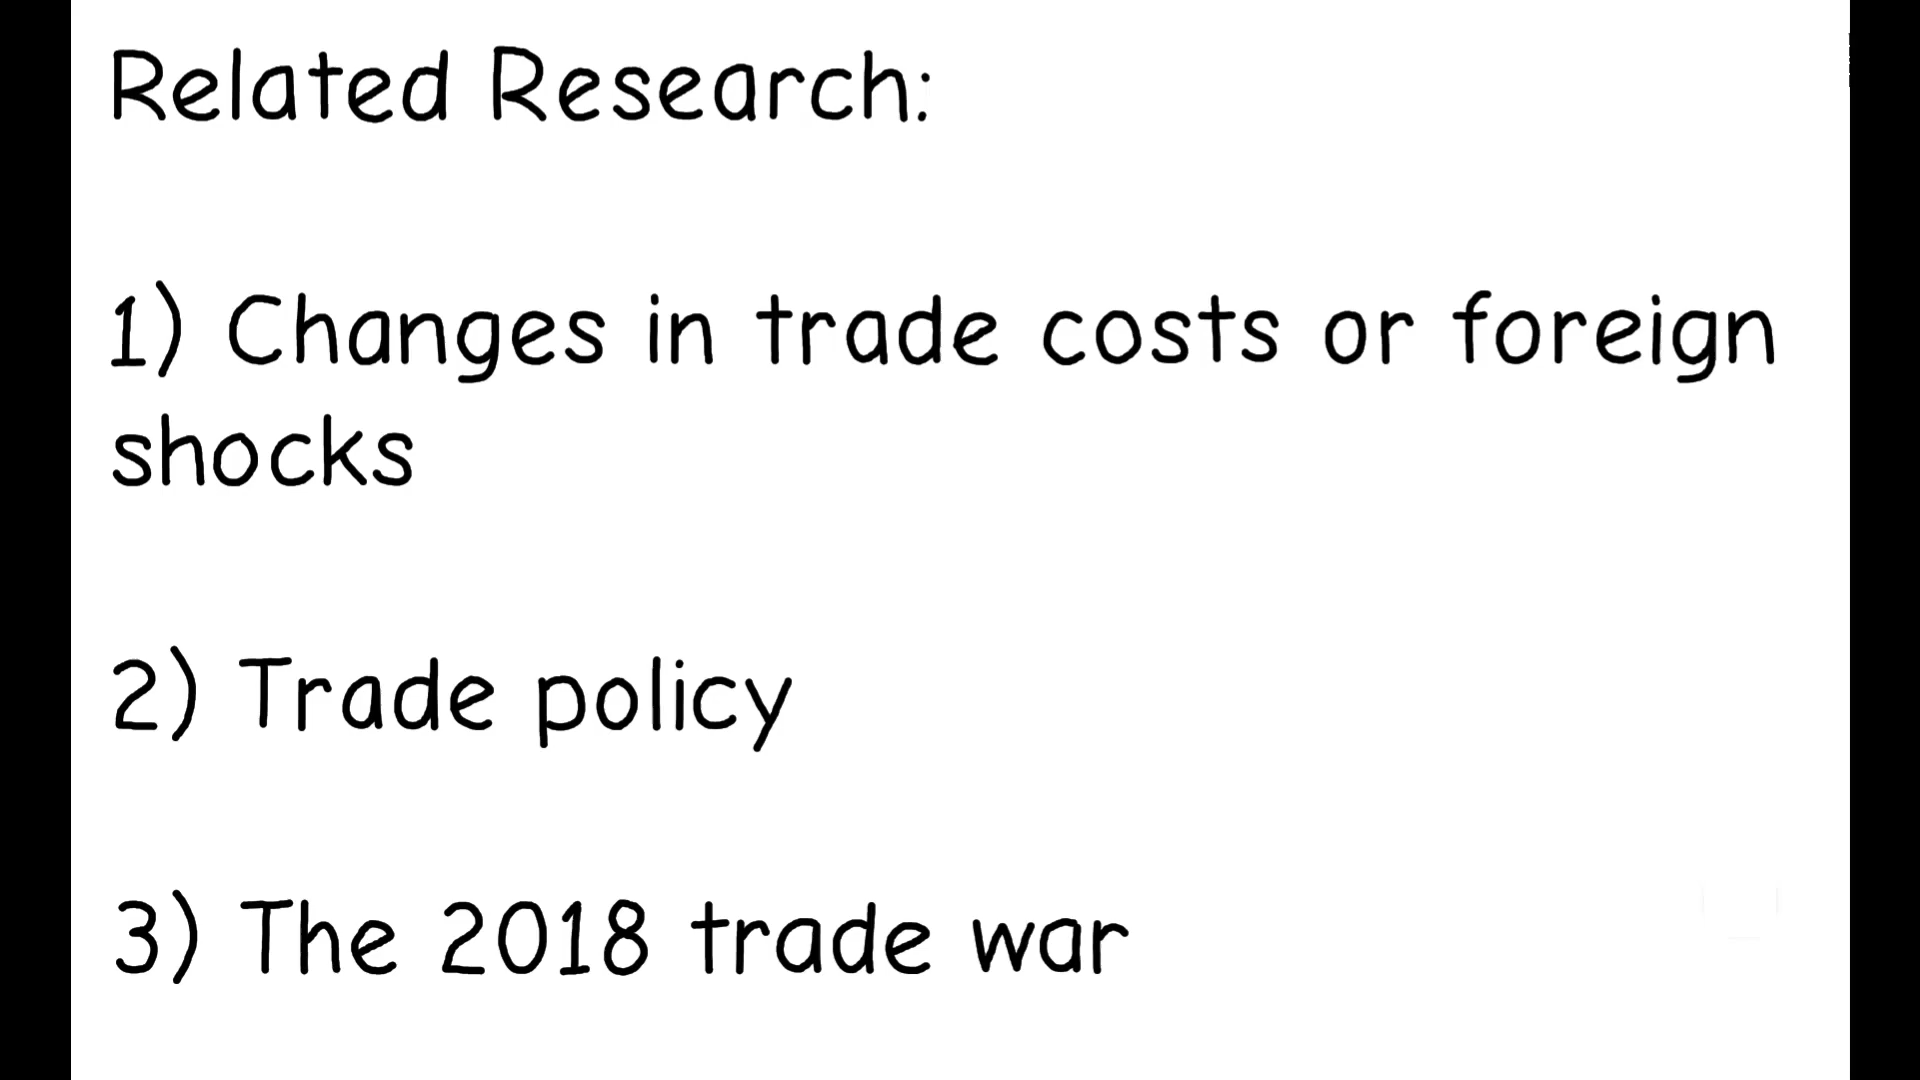 Related Research:
1) Changes in trade costs or foreign
shocks
2) Trade policy
3) The 2018 trade war